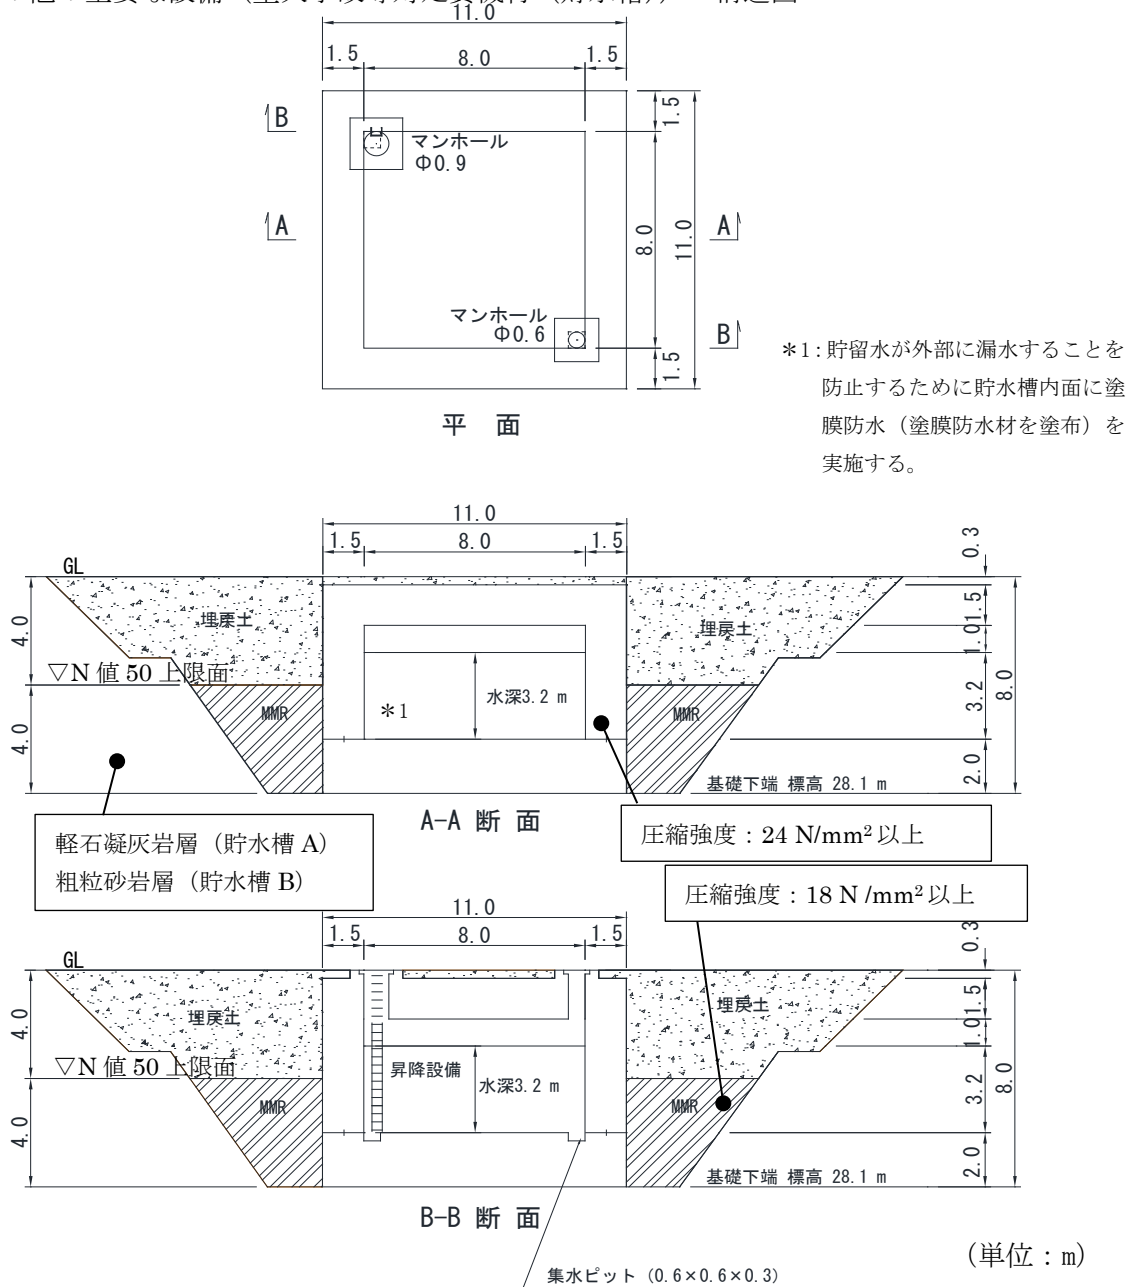 11.0
1.5
8.0
1.5
B
マンホール
Φ0.9
1.5
A
8.0
11.0
A
マンホール
Φ0.6
B
1.5
平 面
*1:貯留水が外部に漏水することを
防止するために貯水槽内面に塗
膜防水（塗膜防水材を塗布）を
実施する。
11.0
1.5
8.0
1.5
0.3
GL
4.0
埋戻土
埋戻土
1.5
1.0
▽N 値 50 上限面
水深3.2 m
3.2
8.0
MMR
*1
MMR
4.0
2.0
基礎下端 標高 28.1 m
A-A 断 面
軽石凝灰岩層（貯水槽 A）
粗粒砂岩層（貯水槽 B）
圧縮強度：24 N/mm²以上
圧縮強度：18 N /mm²以上
11.0
1.5
8.0
1.5
0.3
GL
4.0
埋戻土
埋戻土
1.5
1.0
▽N 値 50 上限面
昇降設備
水深3.2 m
3.2
8.0
MMR
MMR
4.0
2.0
基礎下端 標高 28.1 m
B-B 断 面
集水ピット (0.6×0.6×0.3)
(単位：m)